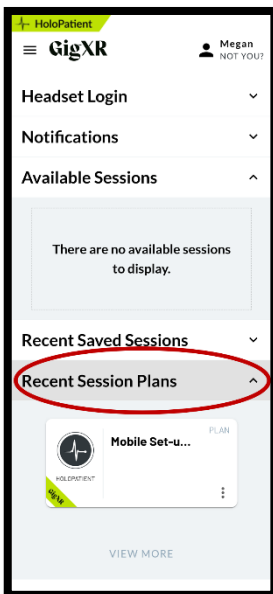 HoloPatient
GigXR
Megan
NOT YOU?
Headset Login
Notifications
Available Sessions
There are no available sessions
to display.
Recent Saved Sessions
Recent Session Plans
PLAN
Mobile Set-u...
HOLOPATIENT
GigXR
VIEW MORE